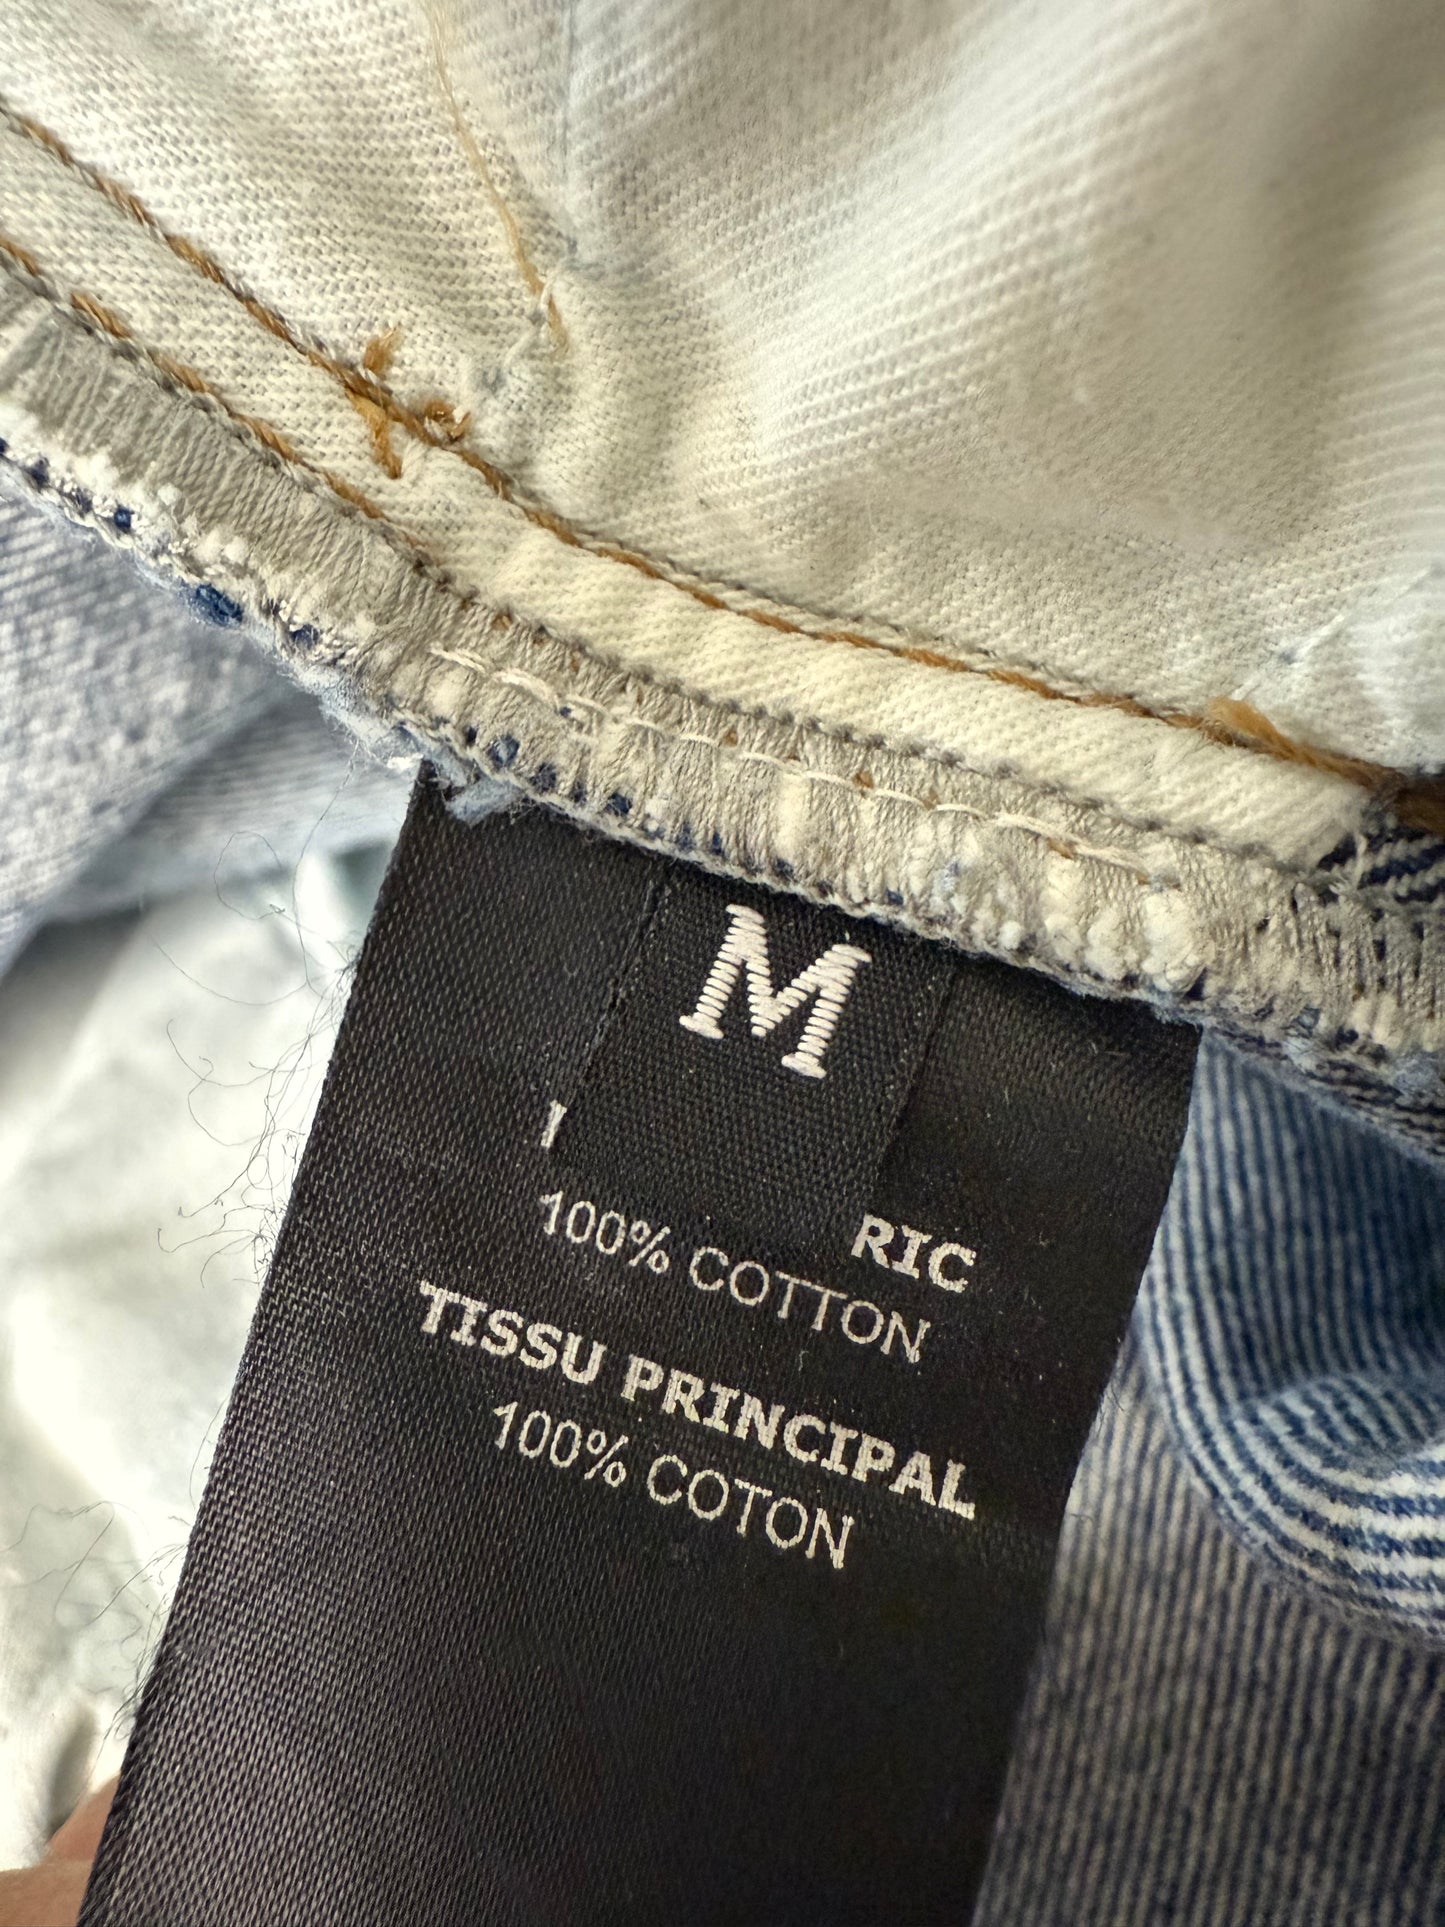 M
RIC
100% COTTON
TISSU PRINCIPAL
100% COTON